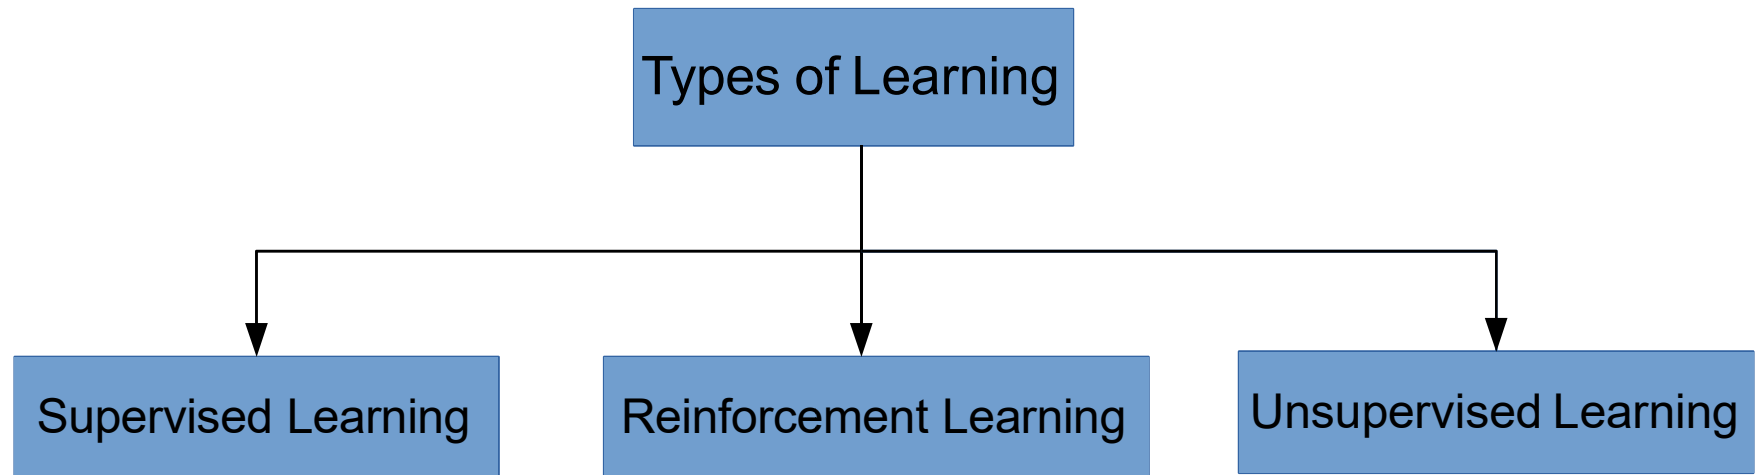 Types of Learning
Supervised Learning
Reinforcement Learning
Unsupervised Learning